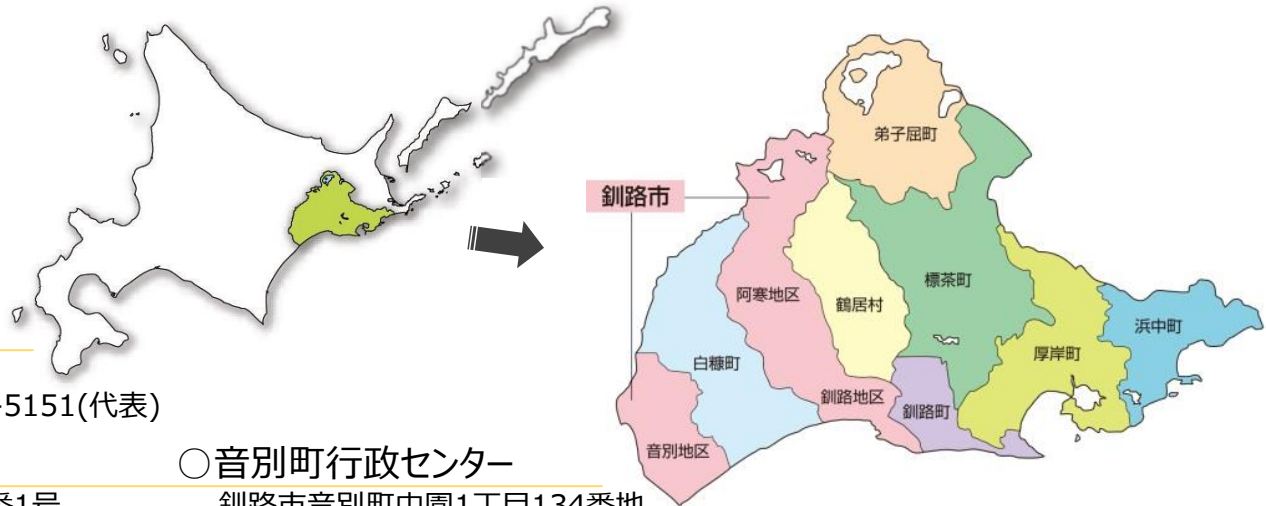 弟子屈町
釧路市
阿寒地区
鶴居村
標茶町
浜中町
白糠町
厚岸町
釧路地区
釧路町
音別地区
5151(代表)
○音別町行政センター
番1号
釧路市音別町中園1丁目134番地